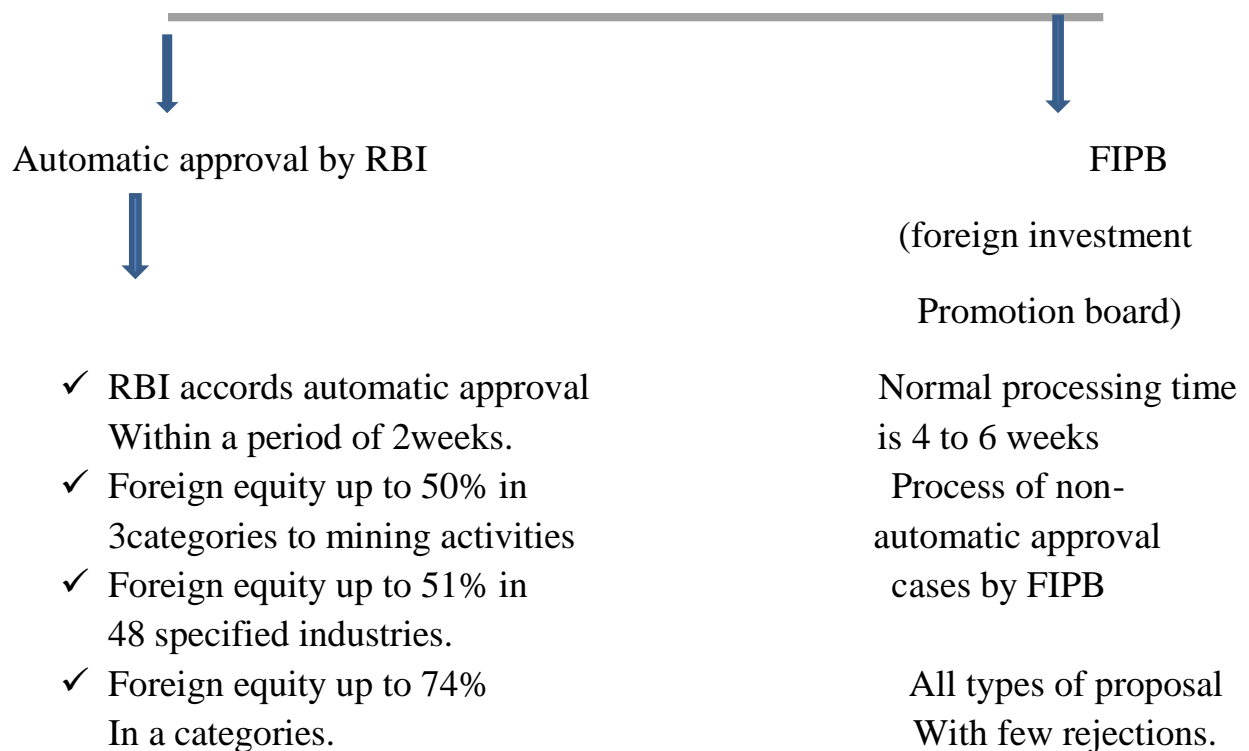 Automatic approval by RBI
FIPB
(foreign investment
Promotion board)
✓ RBI accords automatic approval
Within a period of 2weeks.
✓ Foreign equity up to 50% in
3categories to mining activities
✓ Foreign equity up to 51% in
48 specified industries.
✓ Foreign equity up to 74%
In a categories.
Normal processing time
is 4 to 6 weeks
Process of non-
automatic approval
cases by FIPB
All types of proposal
With few rejections.